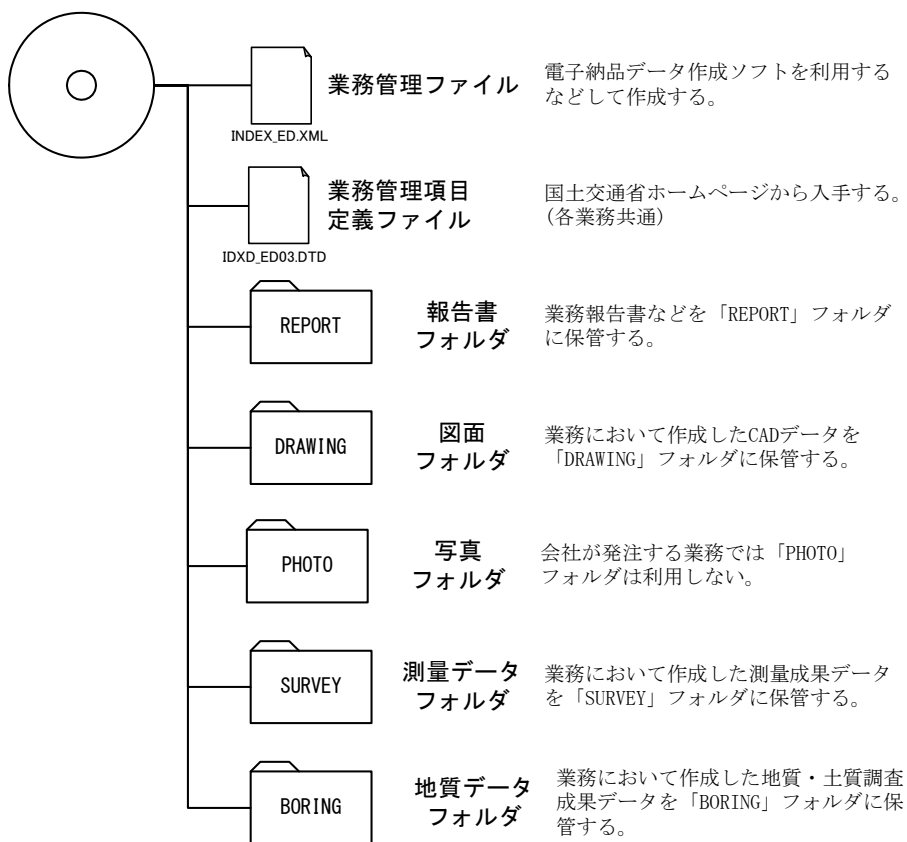 業務管理ファイル
電子納品データ作成ソフトを利用する
などして作成する。
INDEX_ED.XML
業務管理項目
定義ファイル
国土交通省ホームページから入手する。
(各業務共通)
IDXD_ED03.DTD
REPORT
報告書
フォルダ
業務報告書などを「REPORT」フォルダ
に保管する。
DRAWING
図面
フォルダ
業務において作成したCADデータを
「DRAWING」フォルダに保管する。
PHOTO
写真
フォルダ
会社が発注する業務では「PHOTO」
フォルダは利用しない。
SURVEY
測量データ
フォルダ
業務において作成した測量成果データ
を「SURVEY」フォルダに保管する。
BORING
地質データ
フォルダ
業務において作成した地質・土質調査
成果データを「BORING」フォルダに保
管する。